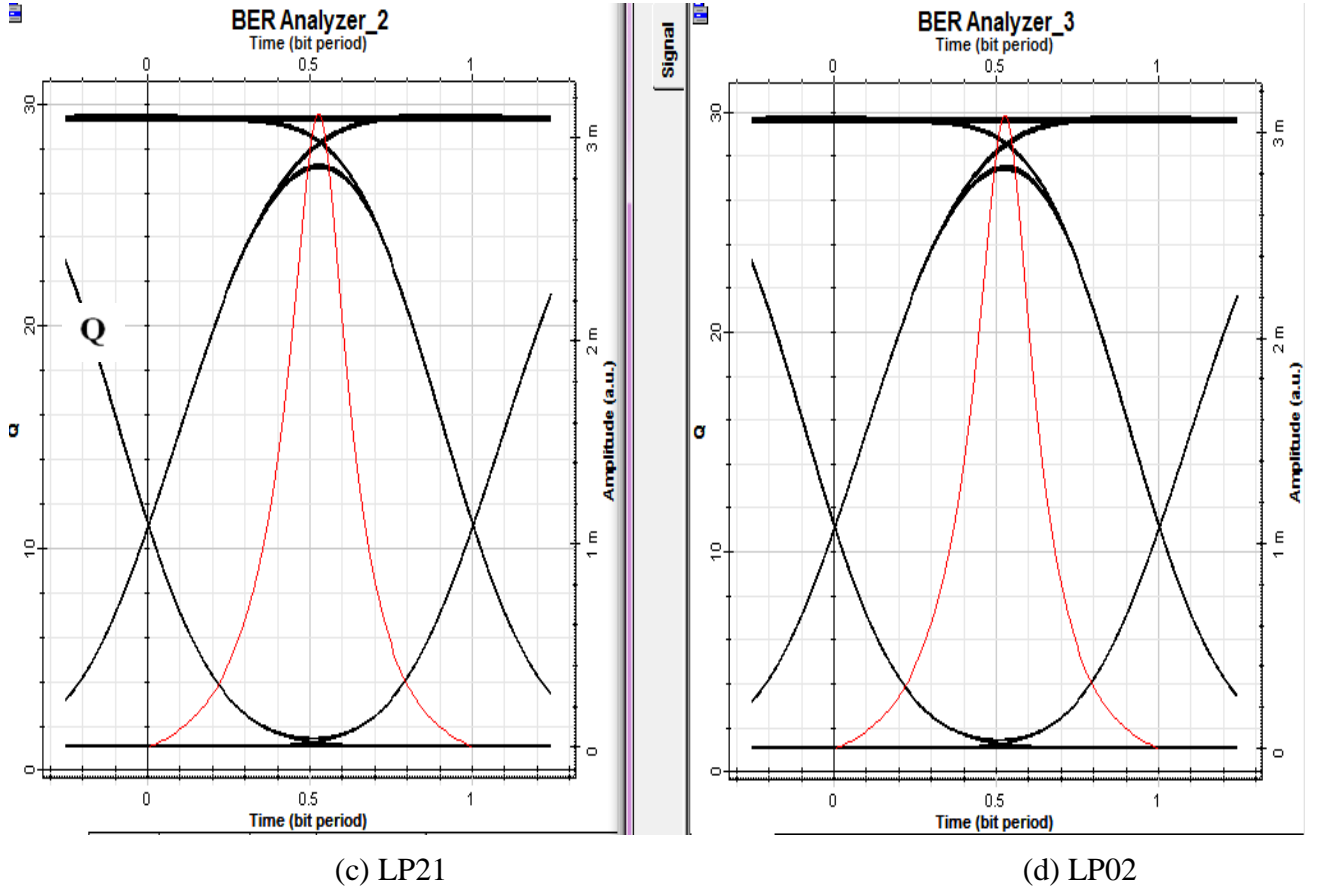 BER Analyzer_2
Time (bit period)
0 0.5 1
Q
30
20
10
0
Q
3 m
2 m
1 m
0
Amplitude (a.u.)
0 0.5 1
Time (bit period)
Signal
BER Analyzer_3
Time (bit period)
0 0.5 1
Q
30
20
10
0
3 m
2 m
1 m
0
Amplitude (a.u.)
0 0.5 1
Time (bit period)
(c) LP21
(d) LP02